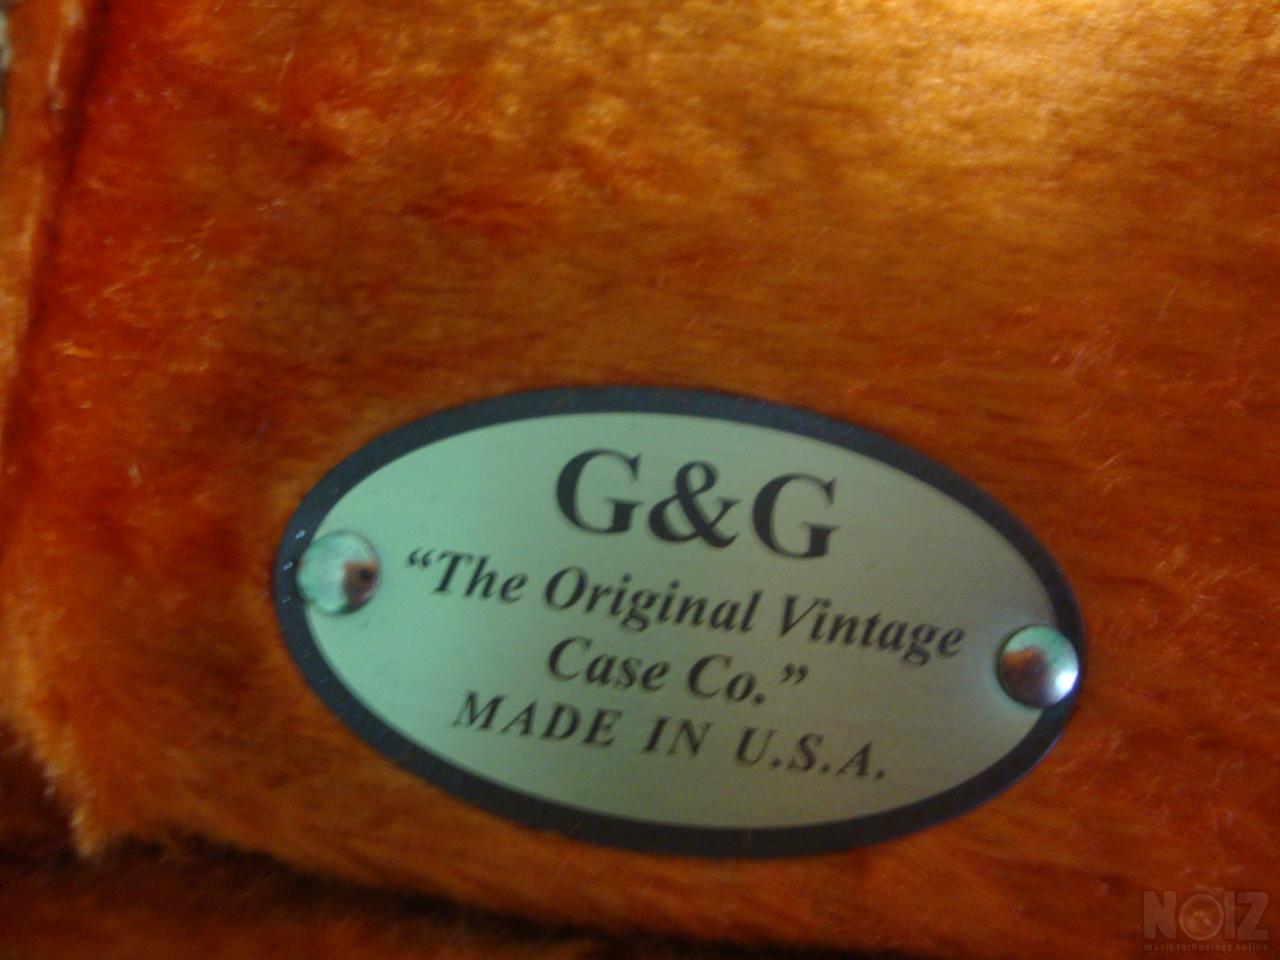 G&G
“The Original Vintage
Case Co.”
MADE IN U.S.A.
NOIZ
music technology online